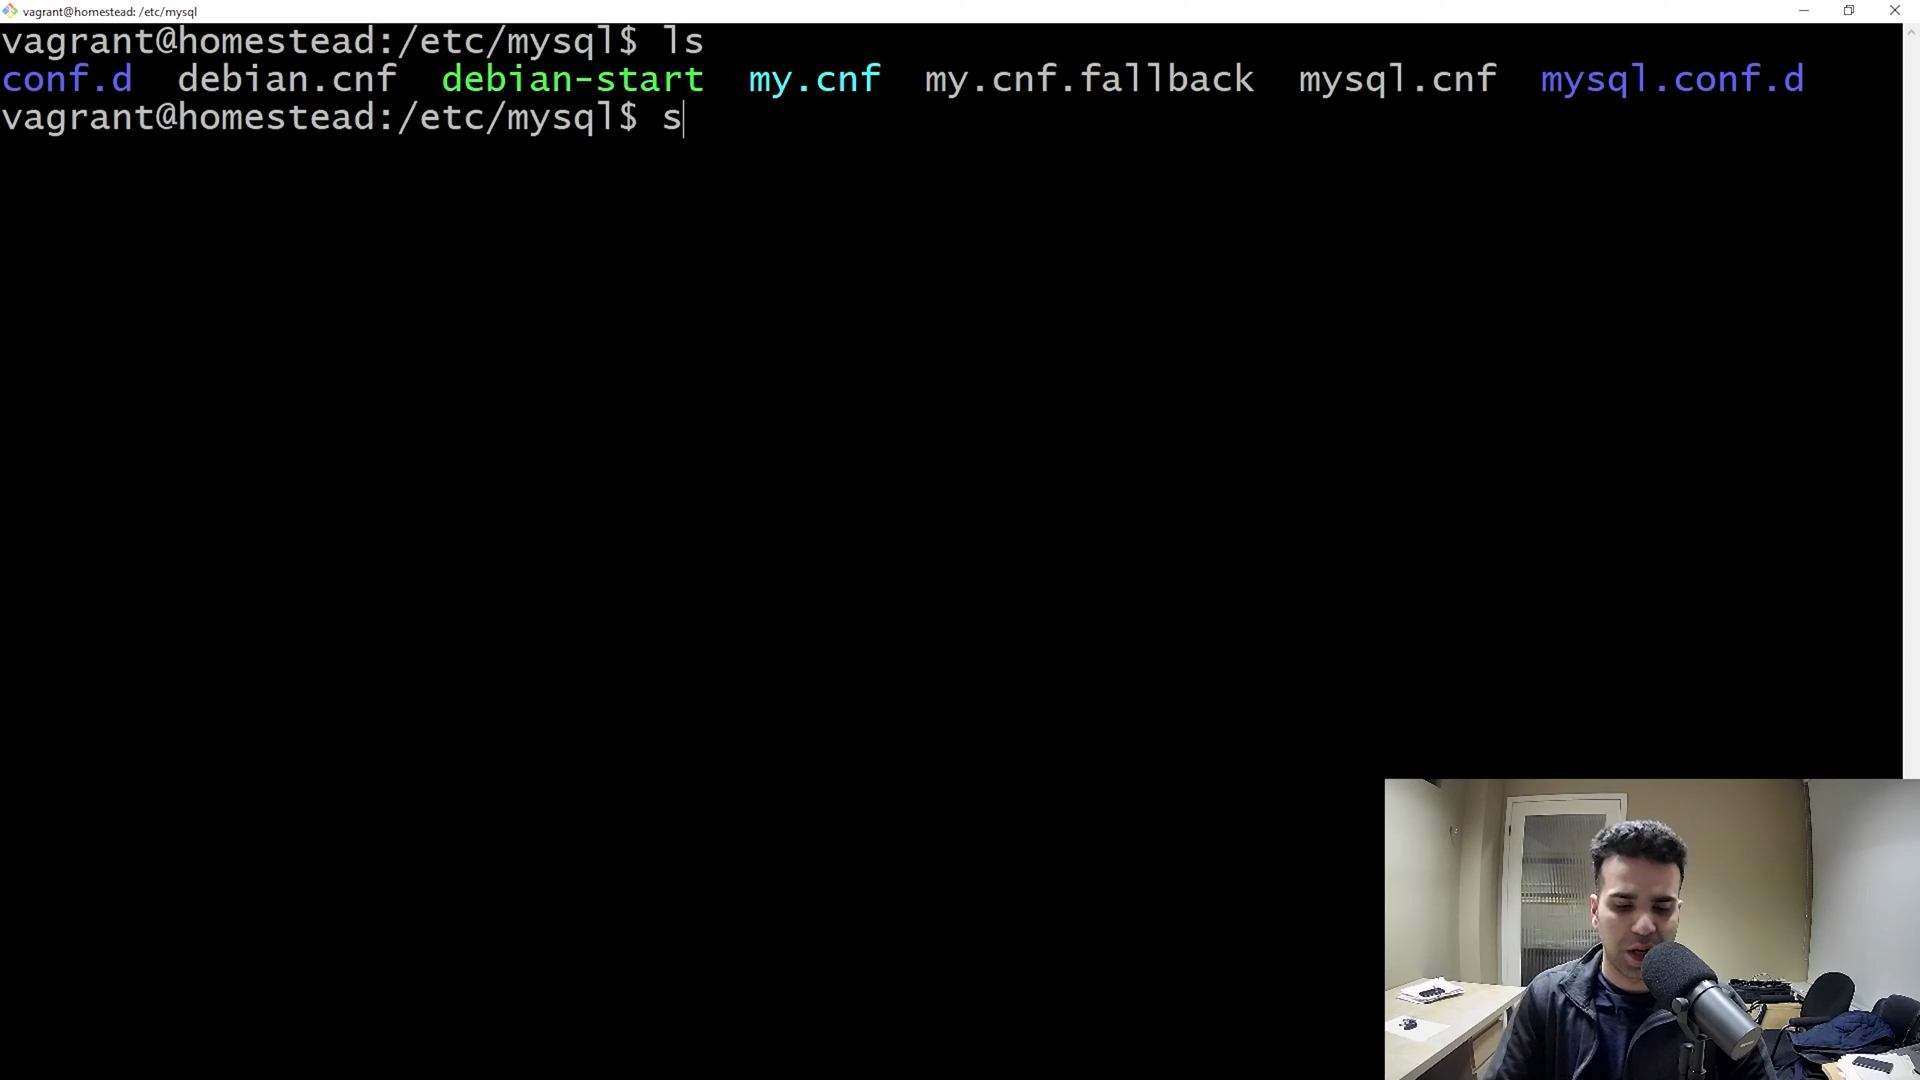 vagrant@homestead: /etc/mysql
vagrant@homestead:/etc/mysql$ ls
conf.d  debian.cnf  debian-start  my.cnf  my.cnf.fallback  mysql.cnf  mysql.conf.d
vagrant@homestead:/etc/mysql$ s